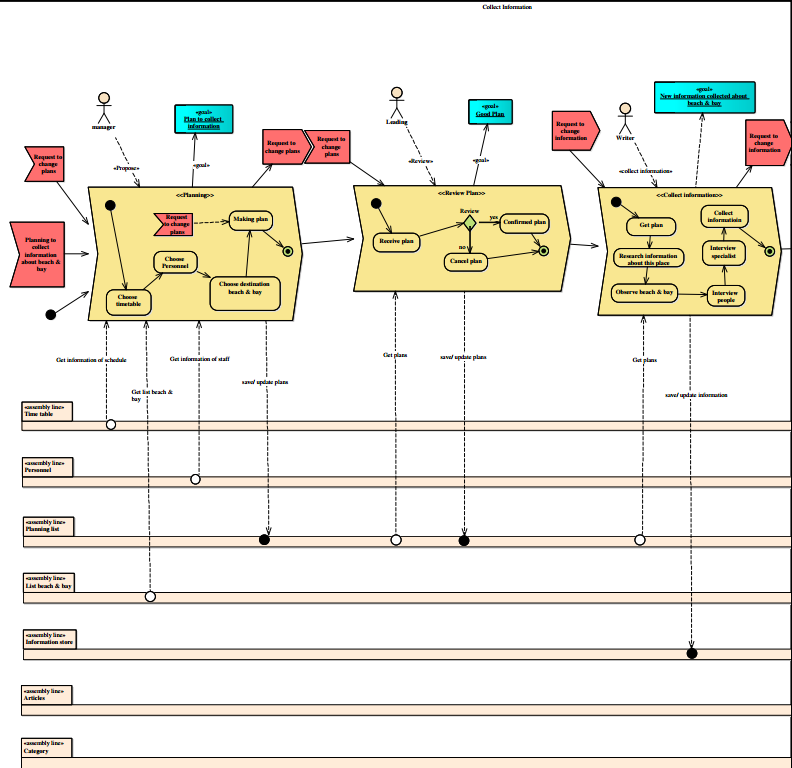 Collect Information
manager
«goal»
Plan to collect
information
Request to
change
plans
«Propose»
«goal»
Request to
change plans
Request to
change
plans
Leading
«goal»
Good Plan
«Review»
«goal»
Request to
change
information
Writer
«goal»
New information collected about
beach & bay
Request to
change
information
«collect information»
Planning to
collect
information
about beach &
bay
<<Planning>>
Request
to change
plans
Making plan
Choose
Personnel
Choose
timetable
Choose destination
beach & bay
<<Review Plan>>
Review
yes
Confirmed plan
Receive plan
no
Cancel plan
<<Collect information>>
Get plan
Collect
informatioin
Research information
about this place
Interview
specialist
Observe beach & bay
Interview
people
Get information of schedule
Get list beach &
bay
Get information of staff
save/ update plans
Get plans
save/ update plans
Get plans
save/ update information
«assembly line»
Time table
«assembly line»
Personnel
«assembly line»
Planning list
«assembly line»
List beach & bay
«assembly line»
Information store
«assembly line»
Articles
«assembly line»
Category